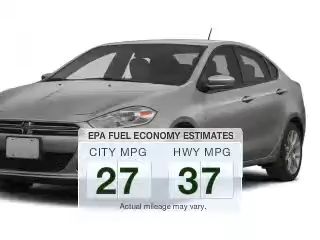 EPA FUEL ECONOMY ESTIMATES
CITY MPG HWY MPG
27 37
Actual mileage may vary.